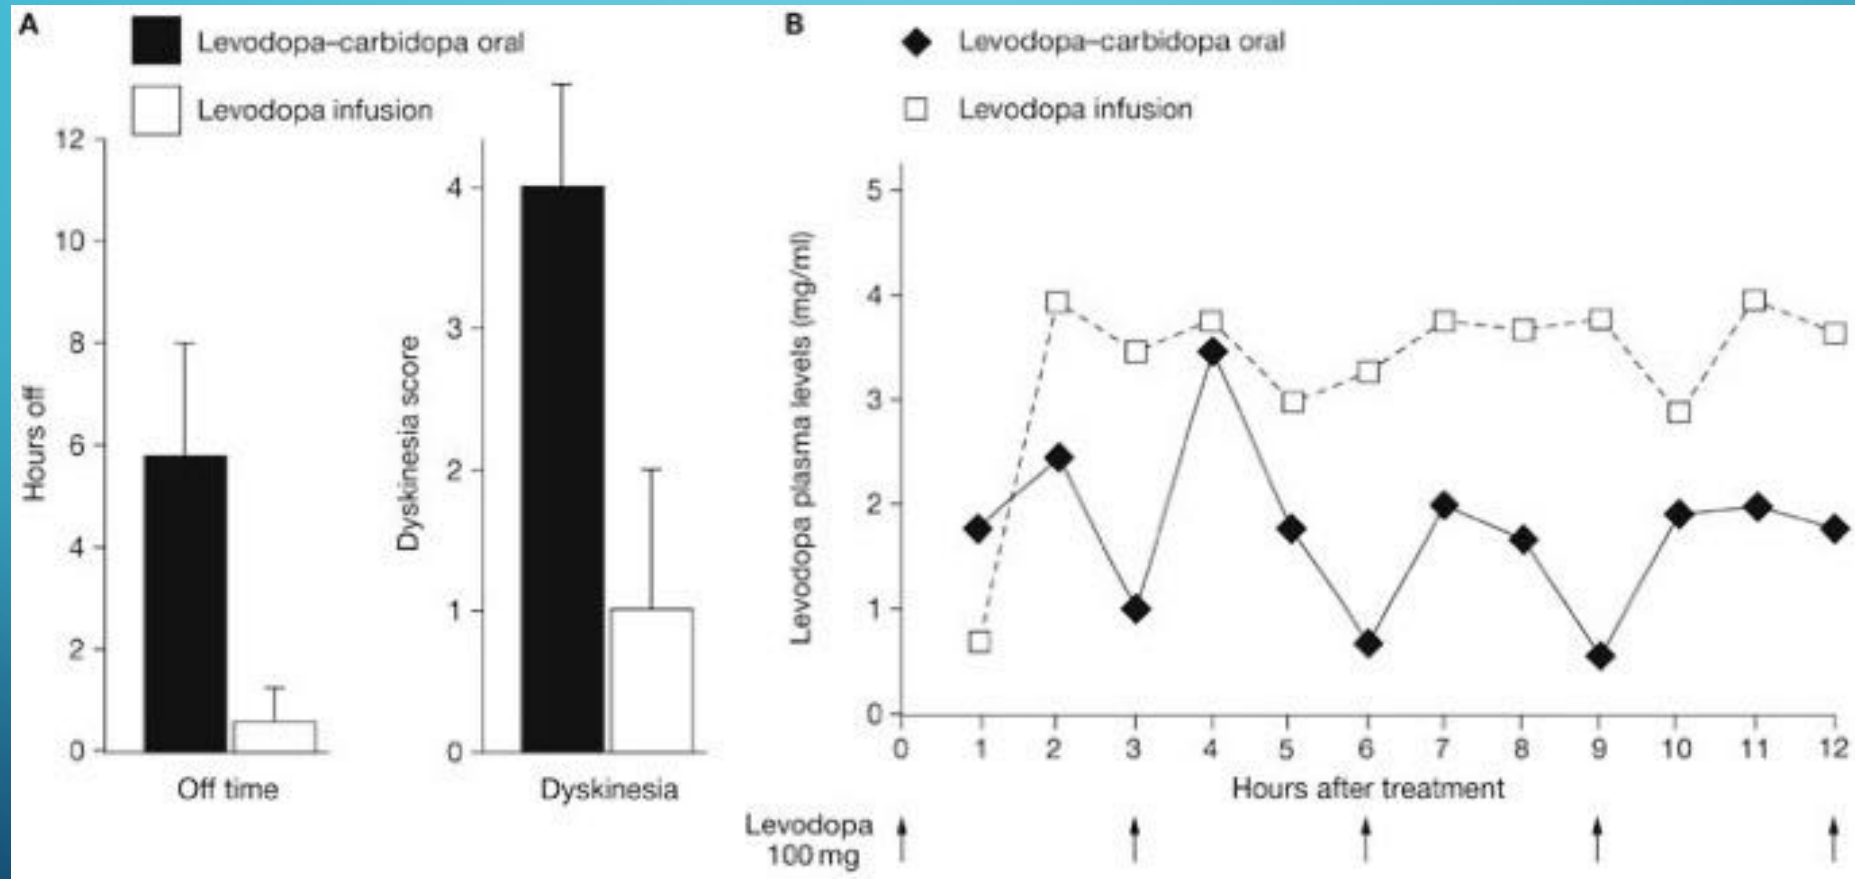 A
Levodopa–carbidopa oral
Levodopa infusion
12
10
8
6
4
2
0
Hours off
Off time
4
3
2
1
0
Dyskinesia score
Dyskinesia
B
Levodopa–carbidopa oral
Levodopa infusion
5
4
3
2
1
0
Levodopa plasma levels (mg/ml)
0 1 2 3 4 5 6 7 8 9 10 11 12
Hours after treatment
Levodopa
100 mg